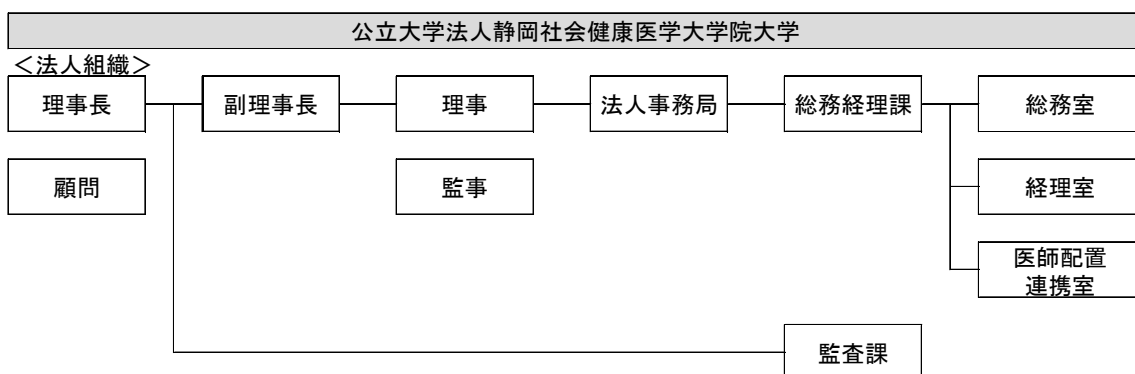 公立大学法人静岡社会健康医学大学院大学
＜法人組織＞
理事長
副理事長
理事
法人事務局
総務経理課
総務室
顧問
監事
経理室
医師配置
連携室
監査課